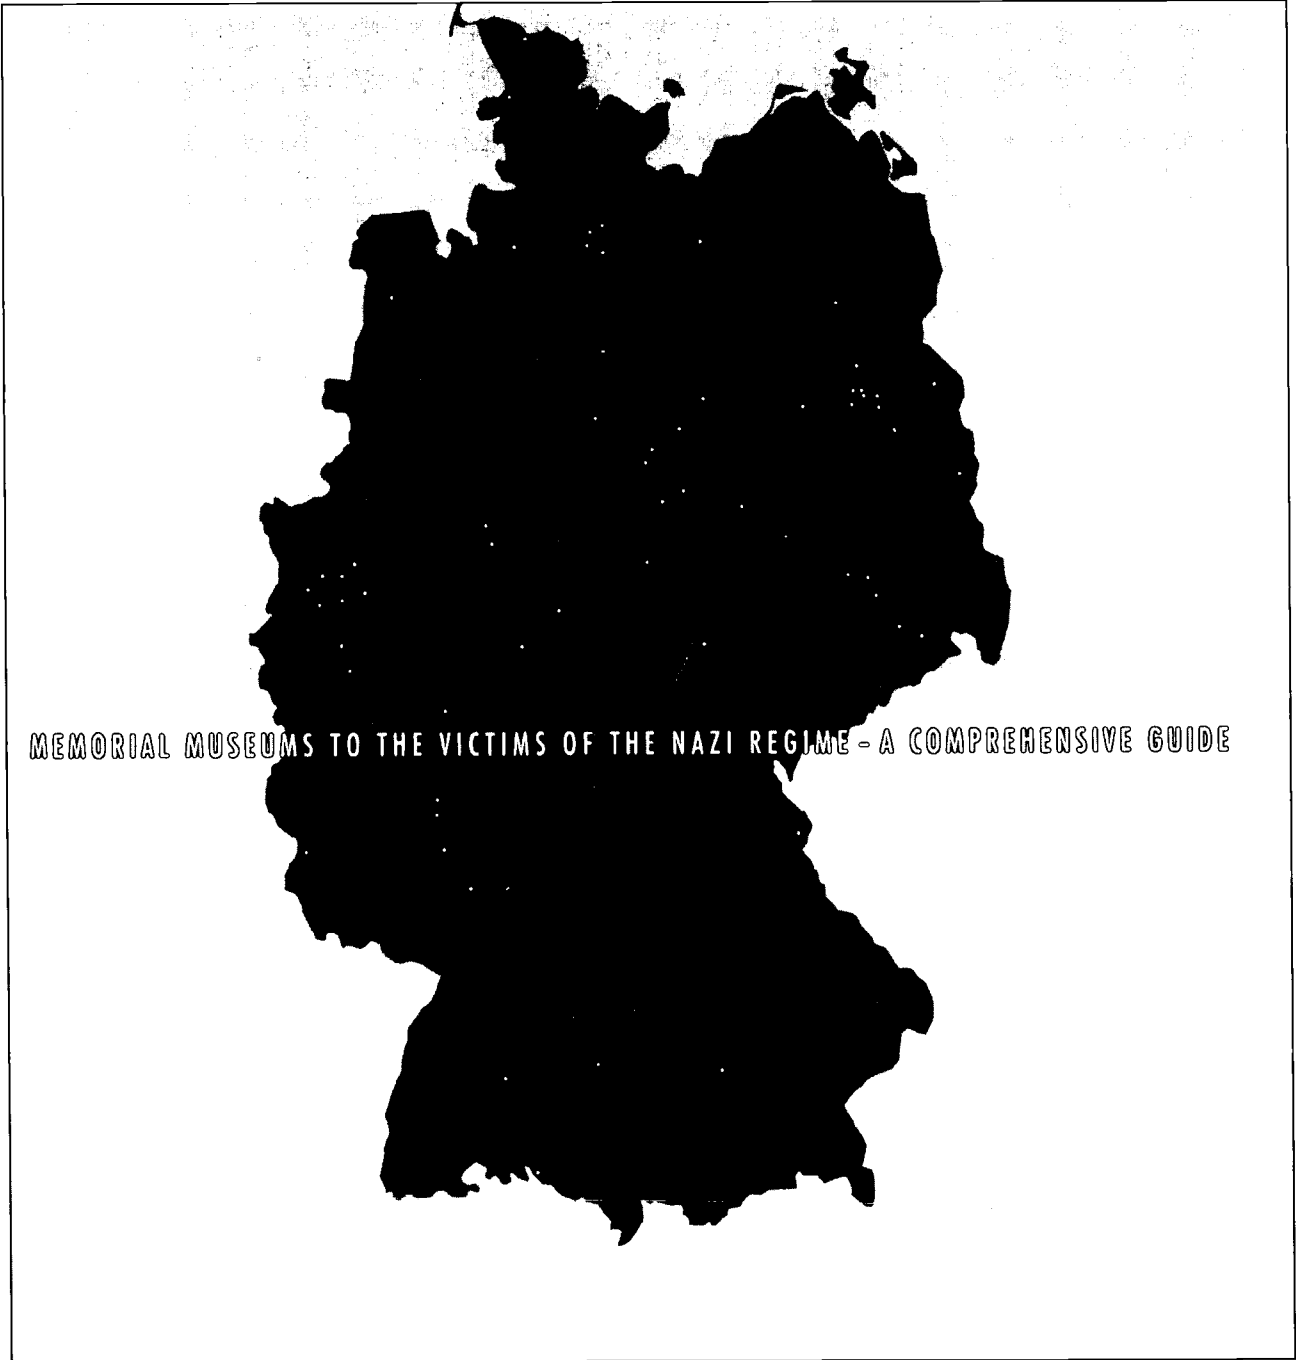 MEMORIAL MUSEUMS TO THE VICTIMS OF THE NAZI REGIME – A COMPREHENSIVE GUIDE